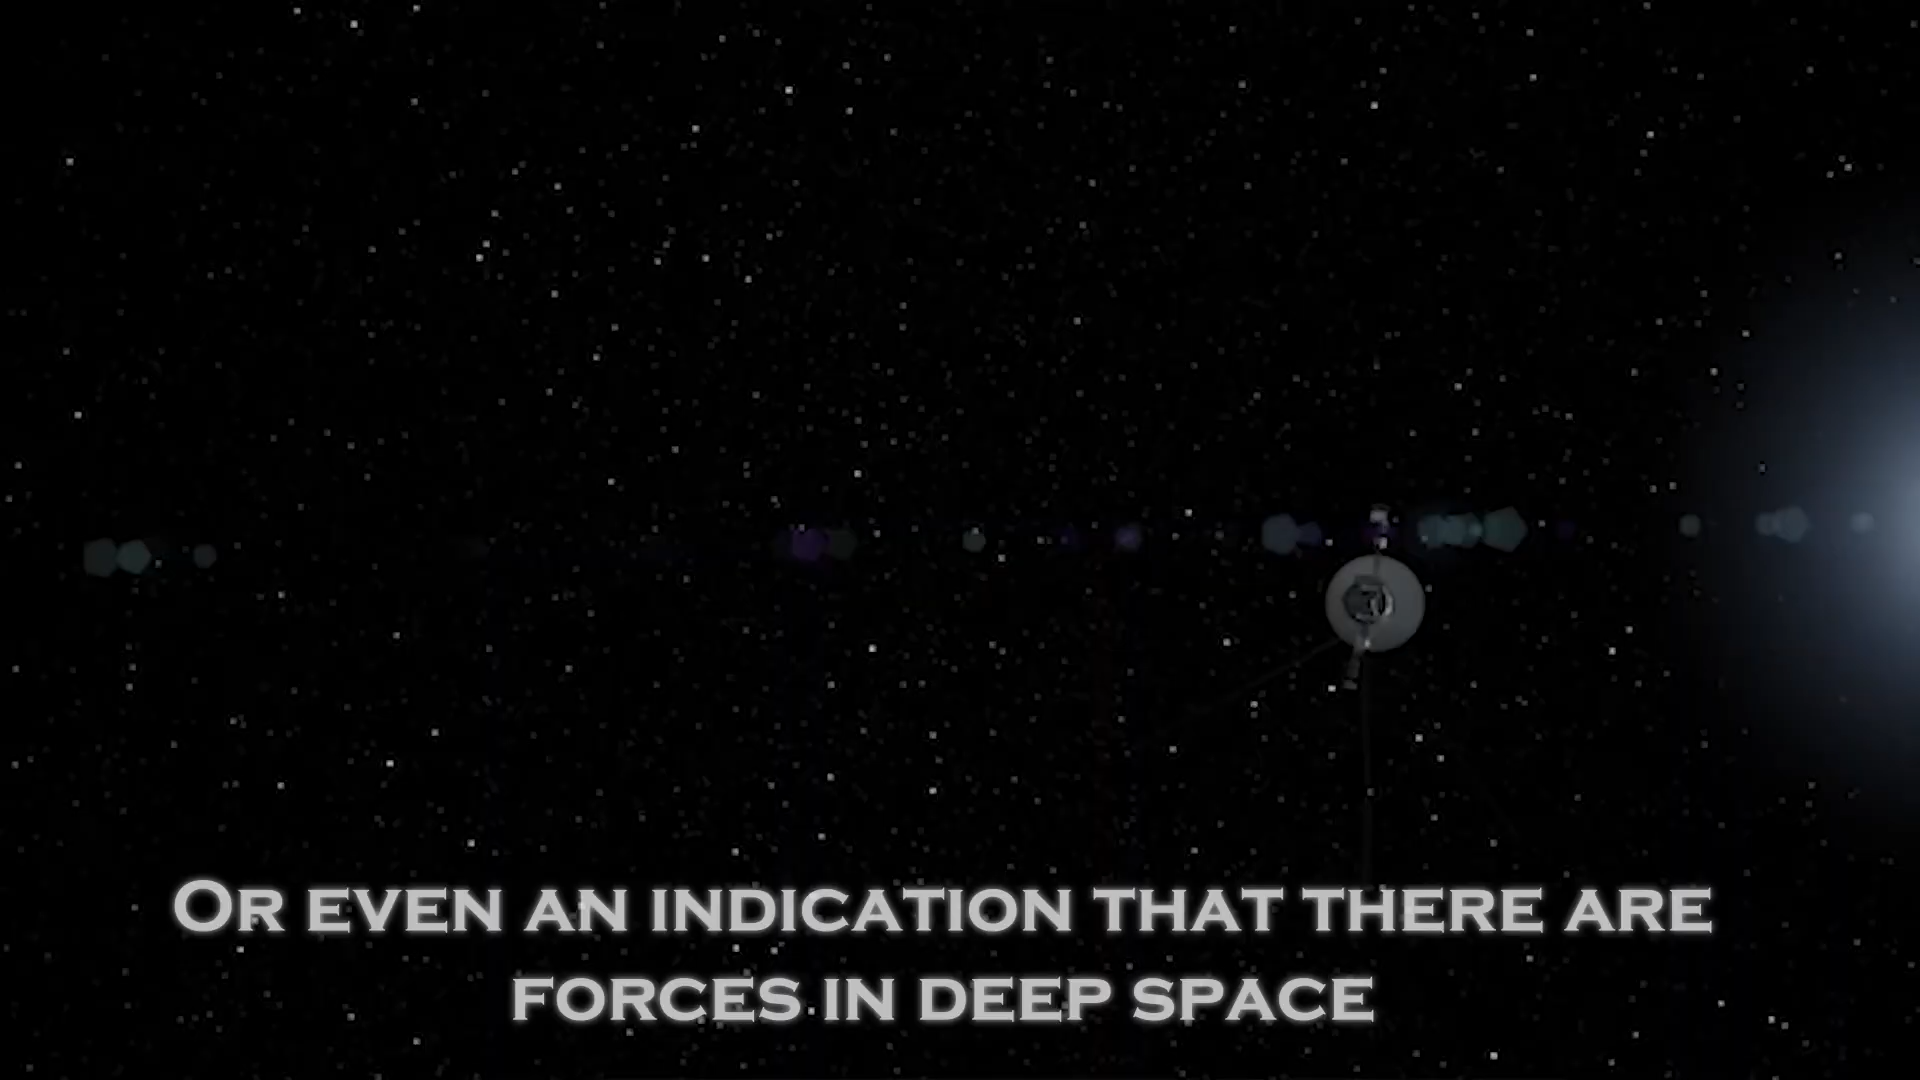 Or even an indication that there are
forces in deep space